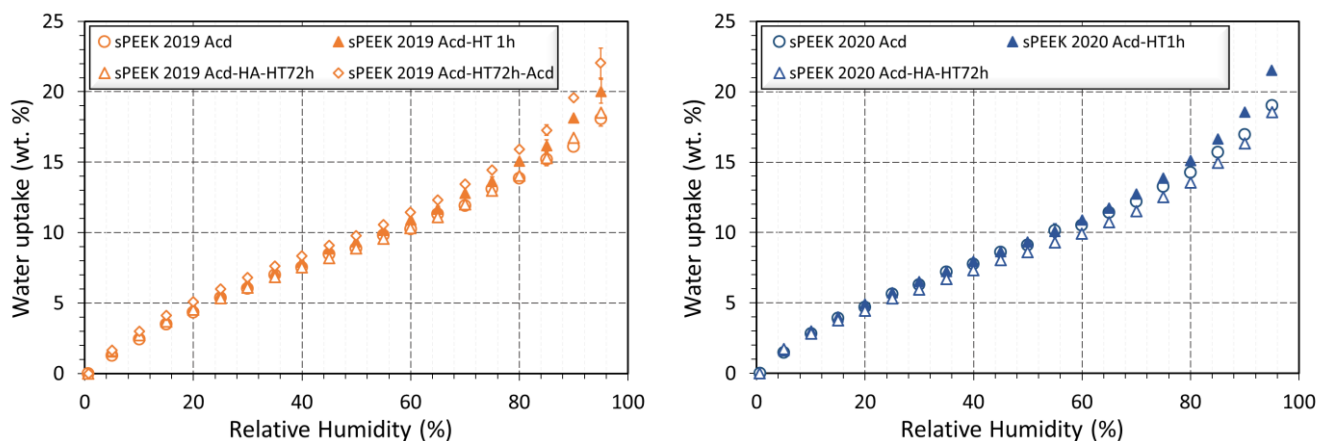 25
20
15
10
5
0
Water uptake (wt. %)
sPEEK 2019 Acd
sPEEK 2019 Acd-HT 1h
sPEEK 2019 Acd-HA-HT72h
sPEEK 2019 Acd-HT72h-Acd
0 20 40 60 80 100
Relative Humidity (%)
25
20
15
10
5
0
Water uptake (wt. %)
sPEEK 2020 Acd
sPEEK 2020 Acd-HT1h
sPEEK 2020 Acd-HA-HT72h
0 20 40 60 80 100
Relative Humidity (%)